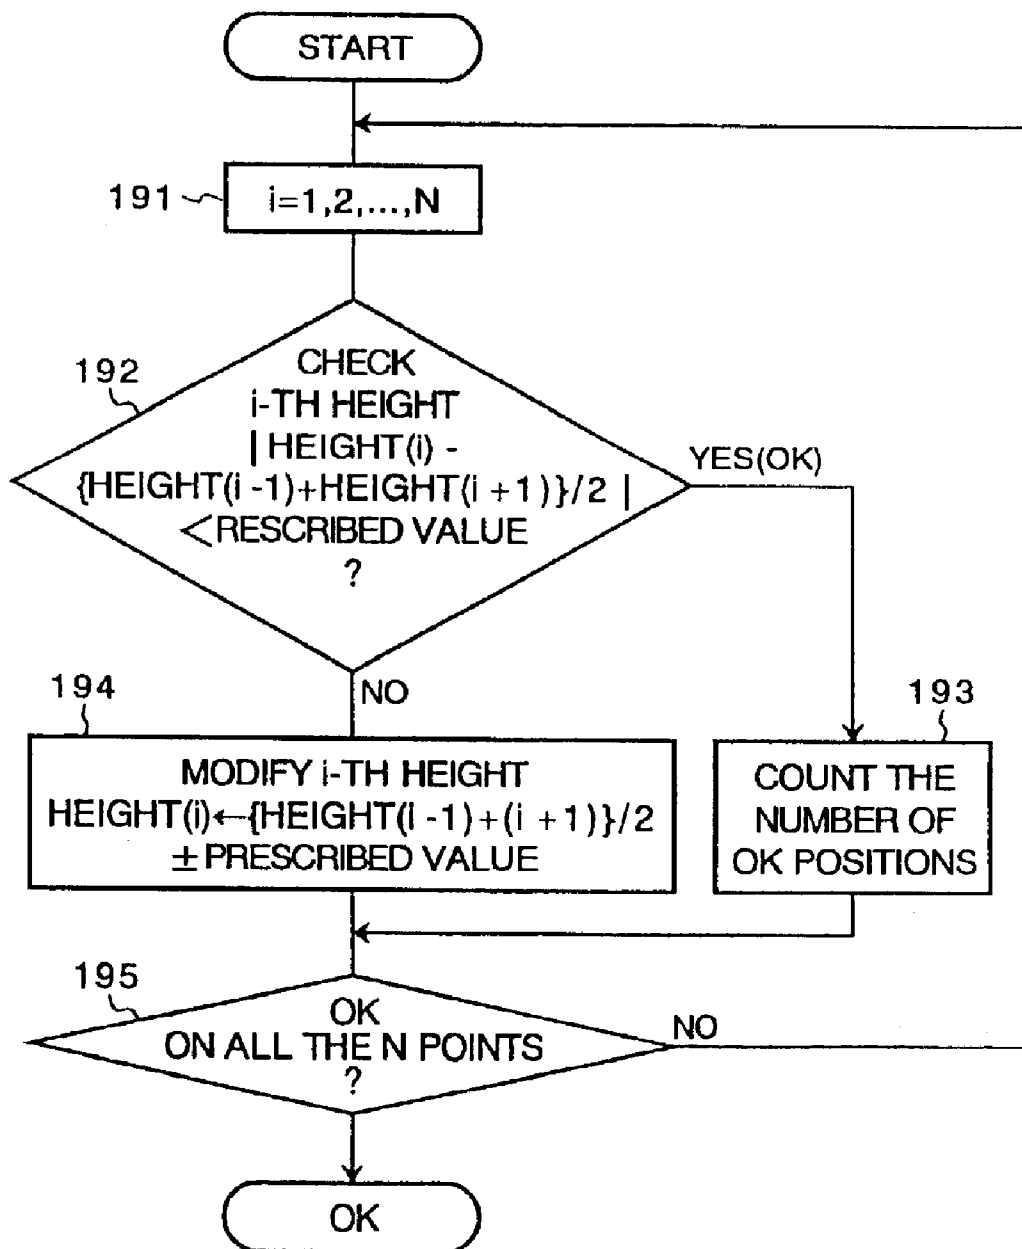 START
191
i=1,2,...,N
192
CHECK
i-TH HEIGHT
| HEIGHT(i) -
{HEIGHT(i -1)+HEIGHT(i +1)}/2 |
<RESCRIBED VALUE
?
YES(OK)
NO
194
MODIFY i-TH HEIGHT
HEIGHT(i)←{HEIGHT(i -1)+(i +1)}/2
±PRESCRIBED VALUE
193
COUNT THE
NUMBER OF
OK POSITIONS
195
OK
ON ALL THE N POINTS
?
NO
OK